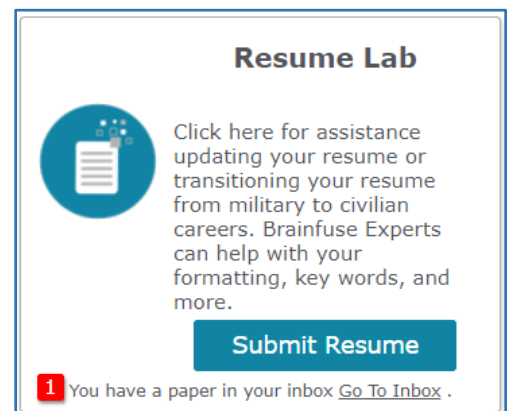 Resume Lab
Click here for assistance
updating your resume or
transitioning your resume
from military to civilian
careers. Brainfuse Experts
can help with your
formatting, key words, and
more.
Submit Resume
1 You have a paper in your inbox Go To Inbox .